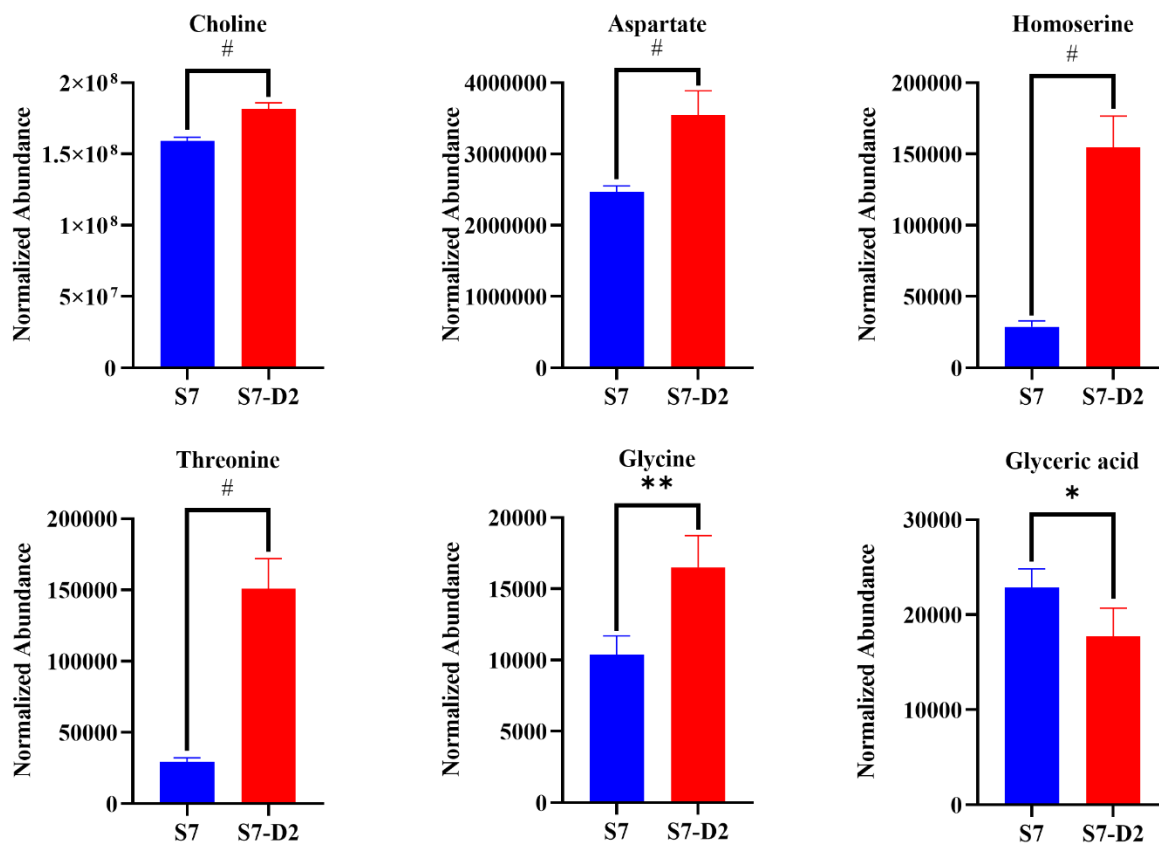 Choline
#
Normalized Abundance
2×10⁸
1.5×10⁸
1×10⁸
5×10⁷
0
S7 S7-D2
Aspartate
#
Normalized Abundance
4000000
3000000
2000000
1000000
0
S7 S7-D2
Homoserine
#
Normalized Abundance
200000
150000
100000
50000
0
S7 S7-D2
Threonine
#
Normalized Abundance
200000
150000
100000
50000
0
S7 S7-D2
Glycine
**
Normalized Abundance
20000
15000
10000
5000
0
S7 S7-D2
Glyceric acid
*
Normalized Abundance
30000
20000
10000
0
S7 S7-D2